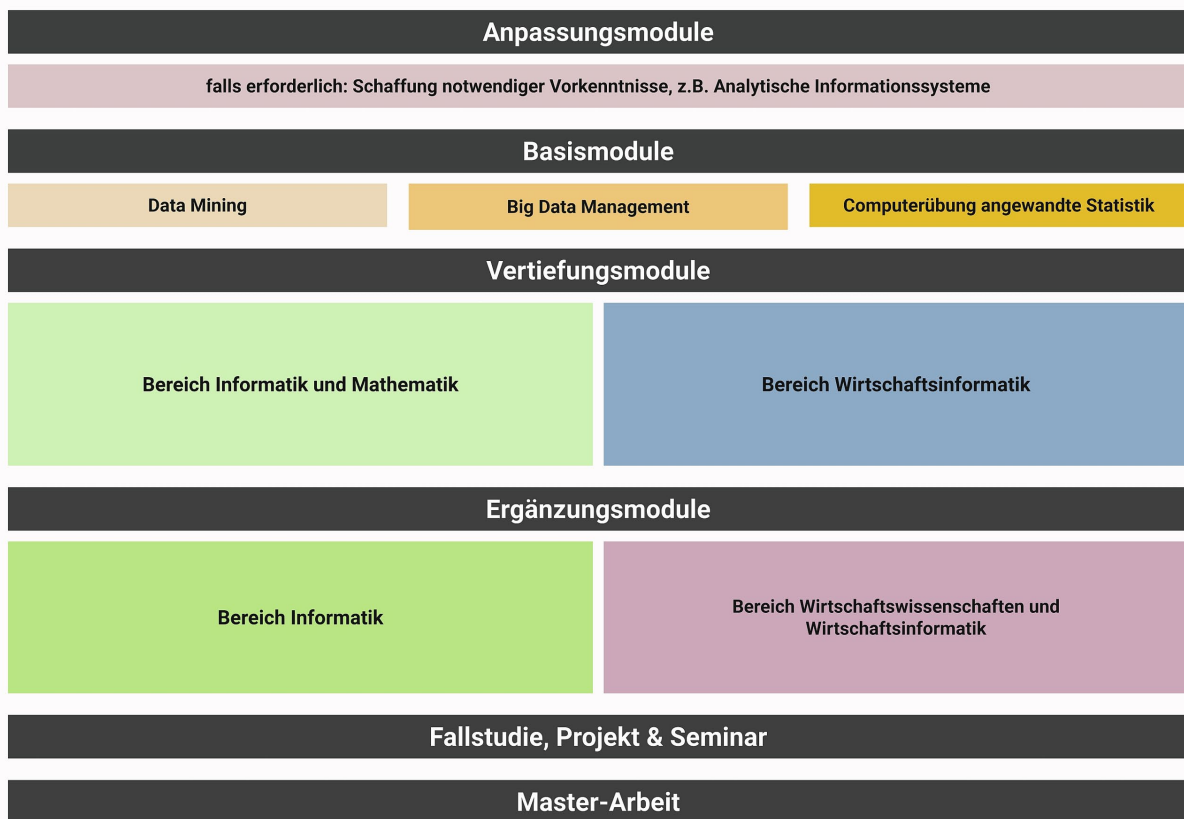 Anpassungsmodule
falls erforderlich: Schaffung notwendiger Vorkenntnisse, z.B. Analytische Informationssysteme
Basismodule
Data Mining
Big Data Management
Computerübung angewandte Statistik
Vertiefungsmodule
Bereich Informatik und Mathematik
Bereich Wirtschaftsinformatik
Ergänzungsmodule
Bereich Informatik
Bereich Wirtschaftswissenschaften und
Wirtschaftsinformatik
Fallstudie, Projekt & Seminar
Master-Arbeit